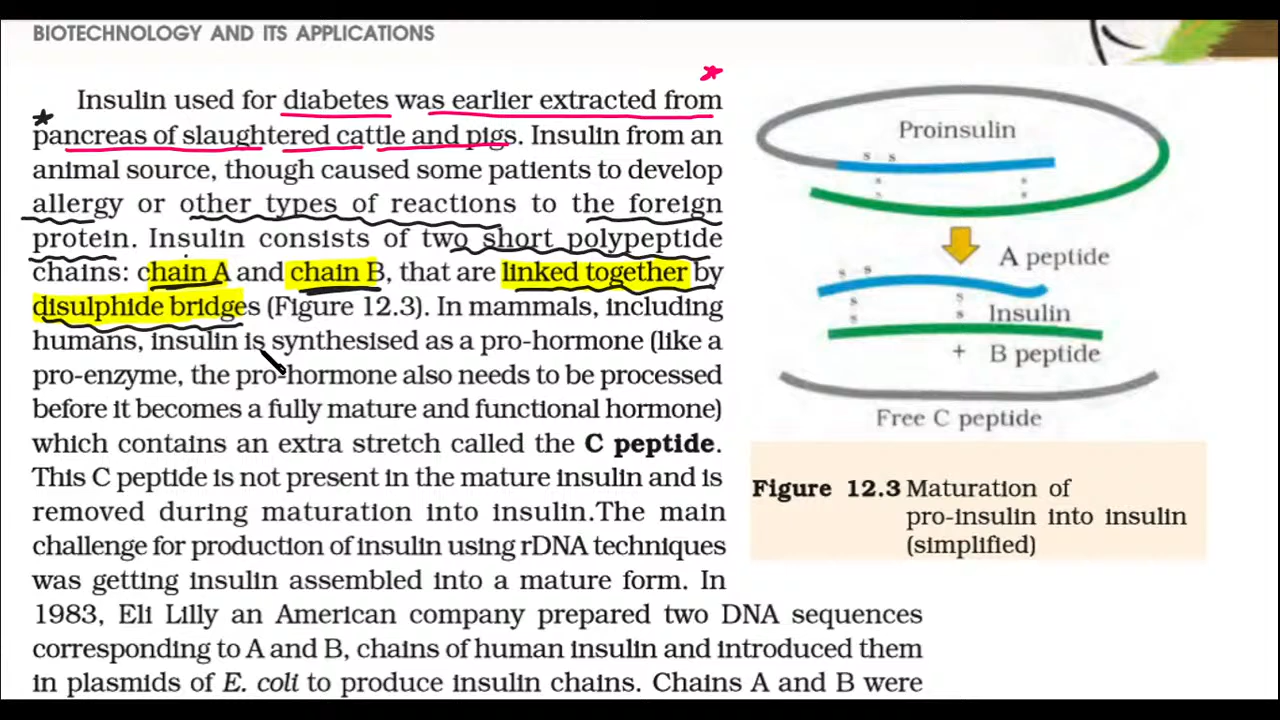 BIOTECHNOLOGY AND ITS APPLICATIONS
Insulin used for diabetes was earlier extracted from
pancreas of slaughtered cattle and pigs. Insulin from an
animal source, though caused some patients to develop
allergy or other types of reactions to the foreign
protein. Insulin consists of two short polypeptide
chains: chain A and chain B, that are linked together by
disulphide bridges (Figure 12.3). In mammals, including
humans, insulin is synthesised as a pro-hormone (like a
pro-enzyme, the pro-hormone also needs to be processed
before it becomes a fully mature and functional hormone)
which contains an extra stretch called the C peptide.
This C peptide is not present in the mature insulin and is
removed during maturation into insulin.The main
challenge for production of insulin using rDNA techniques
was getting insulin assembled into a mature form. In
1983, Eli Lilly an American company prepared two DNA sequences
corresponding to A and B, chains of human insulin and introduced them
in plasmids of E. coli to produce insulin chains. Chains A and B were
Proinsulin
s s
s s
s s
A peptide
s s
s s
s s
Insulin
+ B peptide
Free C peptide
Figure 12.3 Maturation of
pro-insulin into insulin
(simplified)